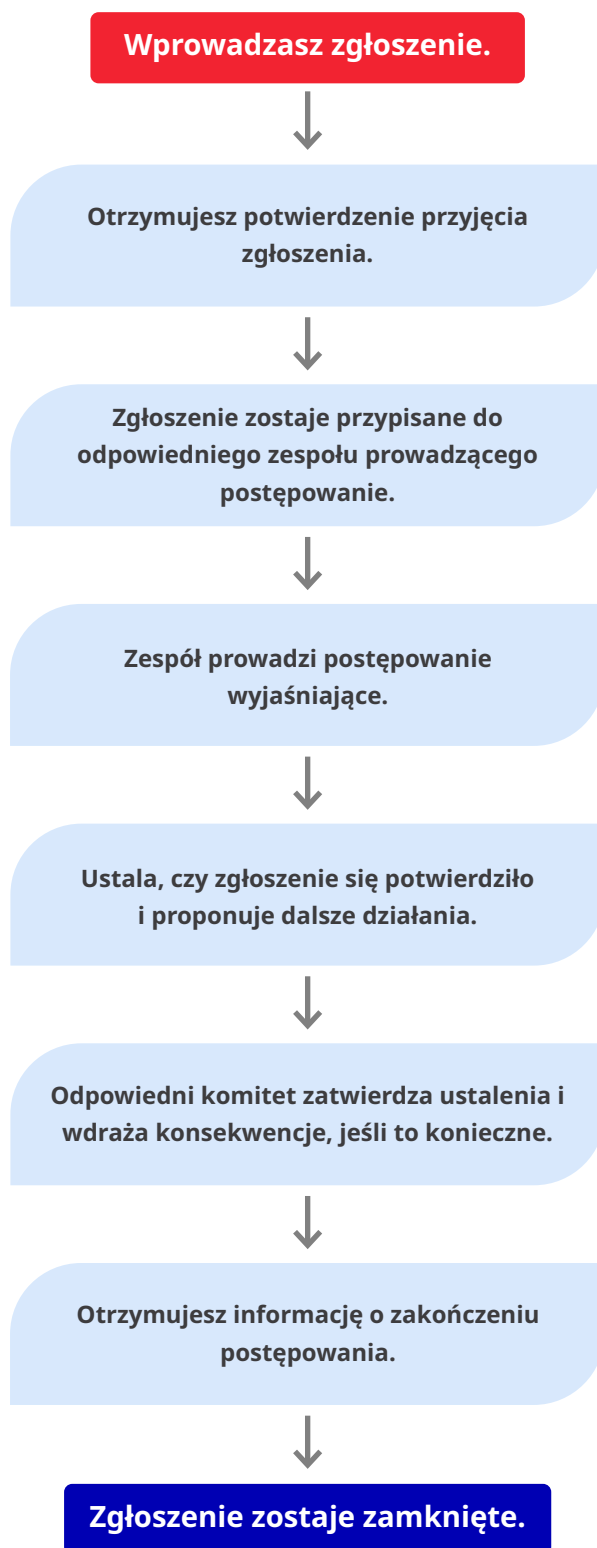 Wprowadzasz zgłoszenie.
Otrzymujesz potwierdzenie przyjęcia
zgłoszenia.
Zgłoszenie zostaje przypisane do
odpowiedniego zespołu prowadzącego
postępowanie.
Zespół prowadzi postępowanie
wyjaśniające.
Ustala, czy zgłoszenie się potwierdziło
i proponuje dalsze działania.
Odpowiedni komitet zatwierdza ustalenia i
wdraża konsekwencje, jeśli to konieczne.
Otrzymujesz informację o zakończeniu
postępowania.
Zgłoszenie zostaje zamknięte.